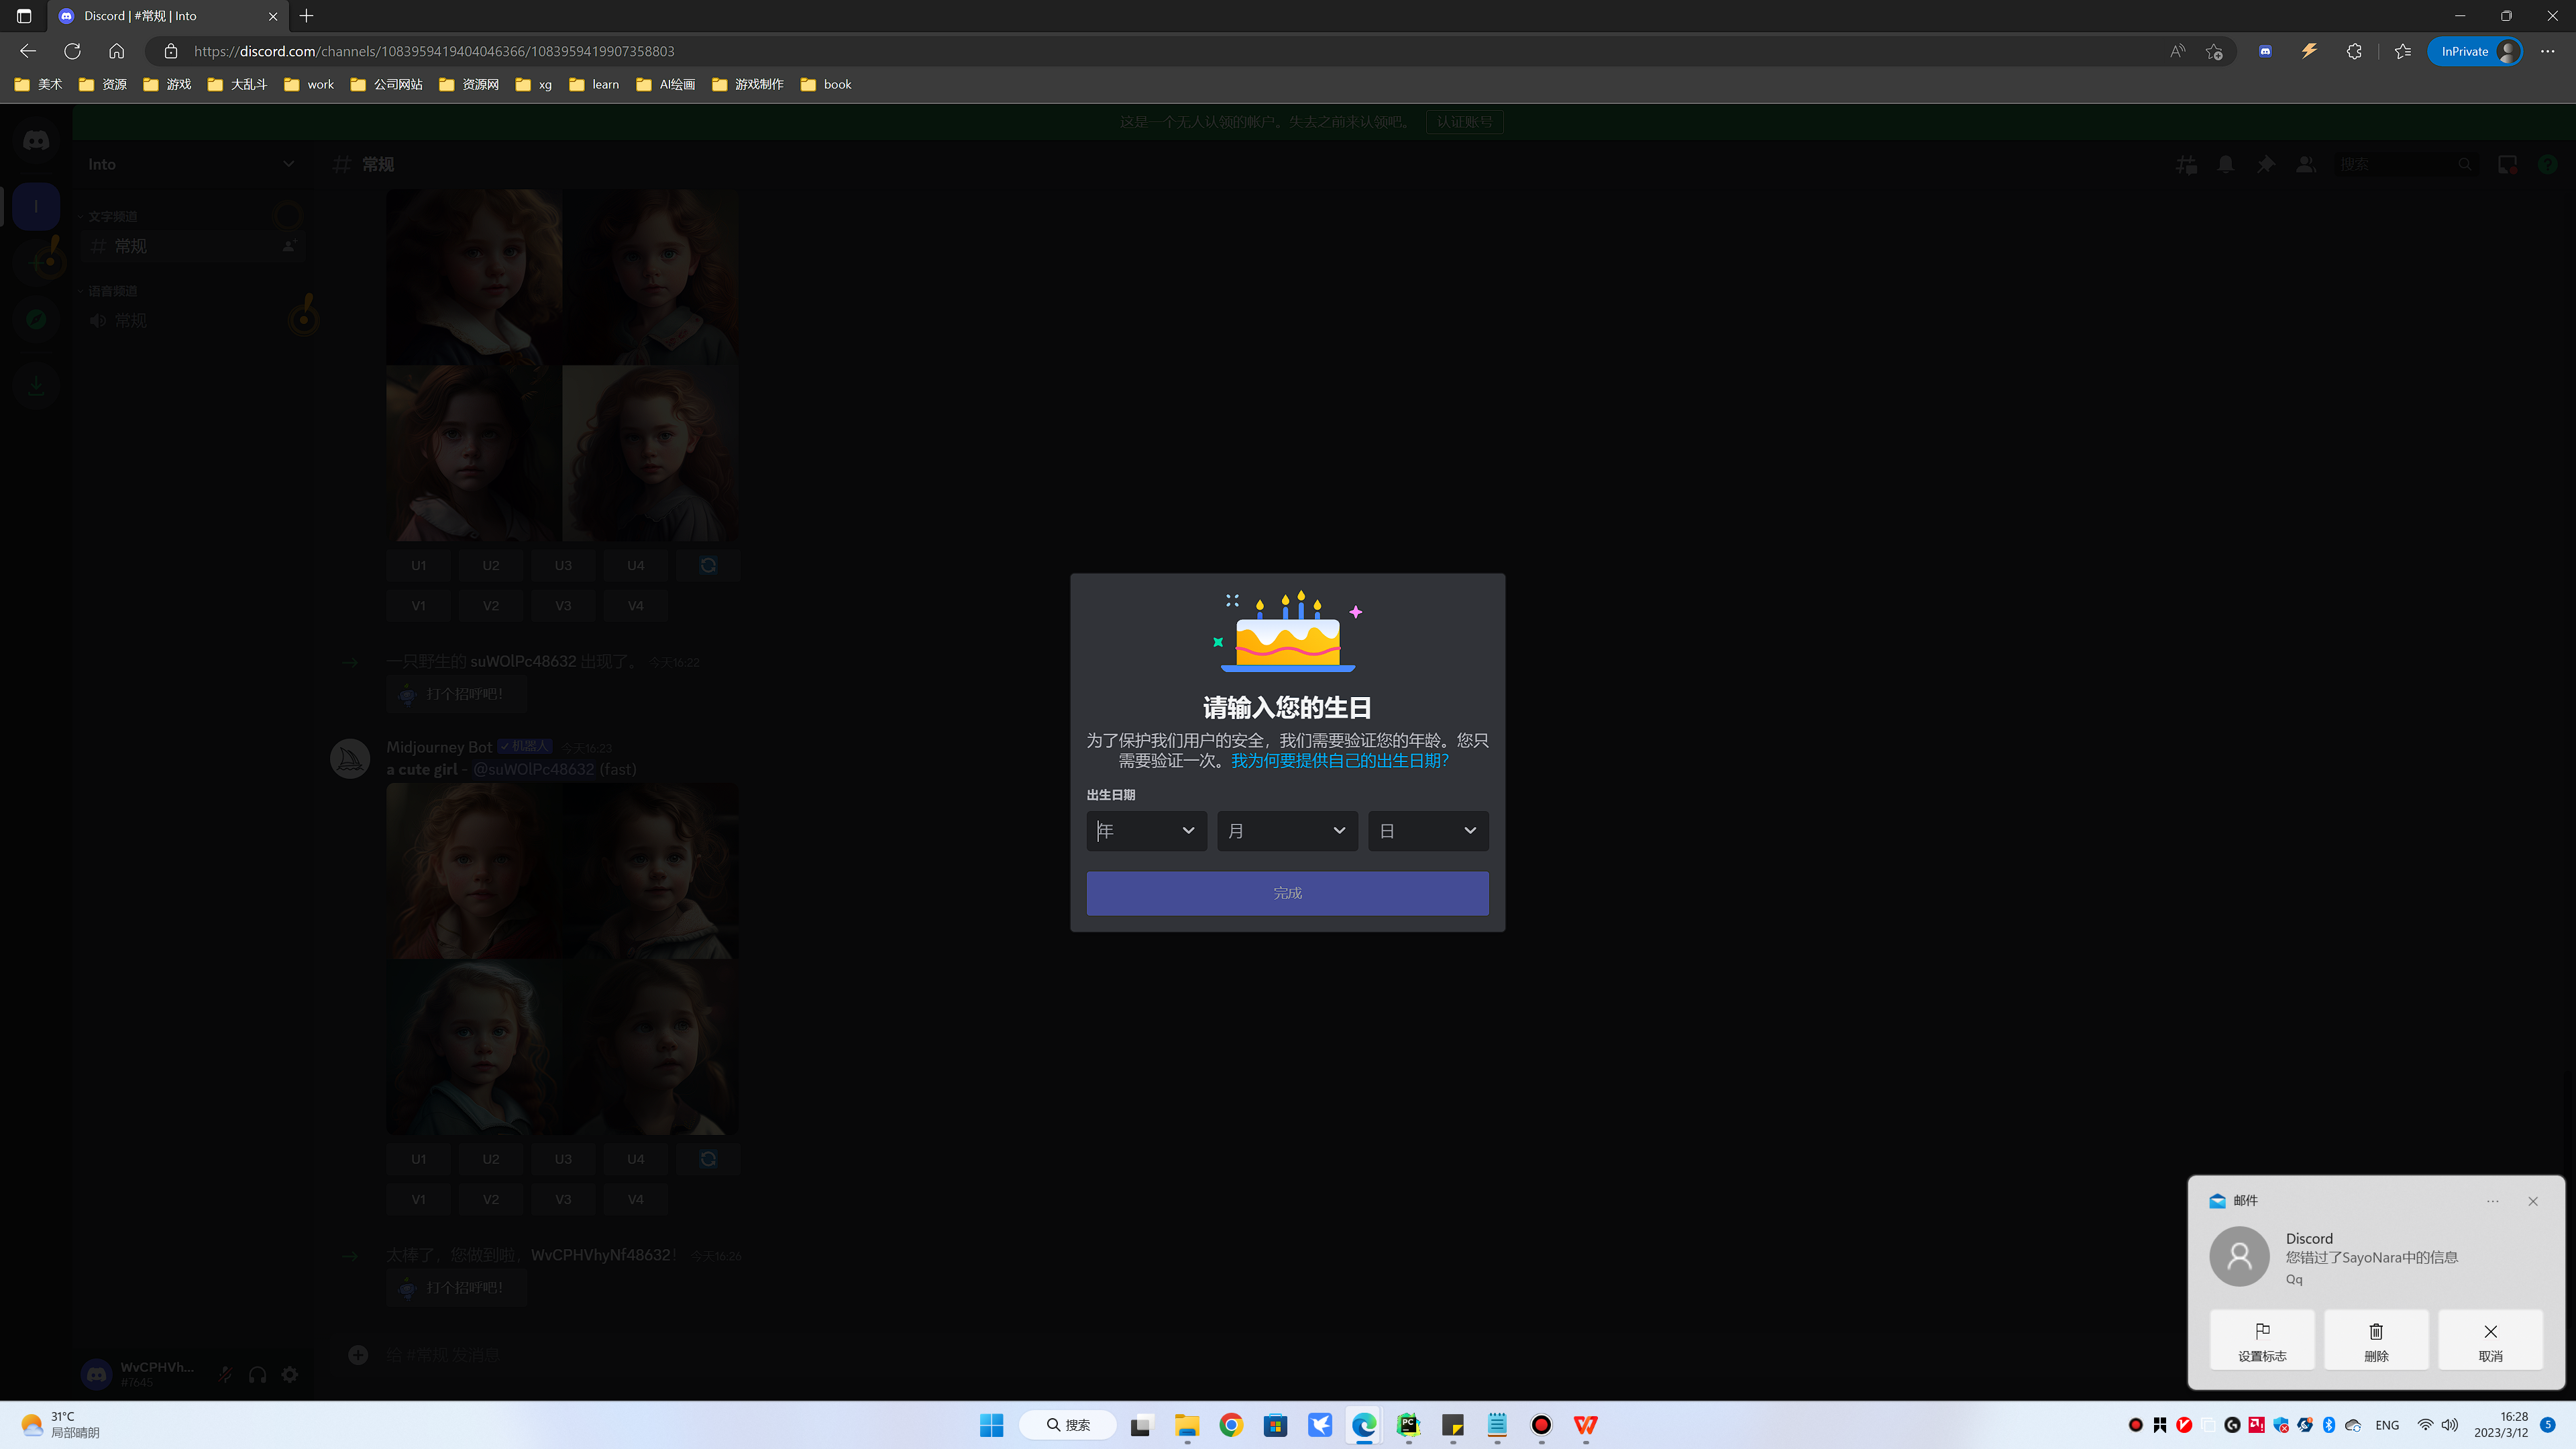 Discord | #常规 | Into
https://discord.com/channels/1083959419404046366/1083959419907358803
InPrivate
美术 资源 游戏 大乱斗 work 公司网站 资源网 xg learn AI绘画 游戏制作 book
这是一个无人认领的帐户。失去之前来认领吧。 认证账号
Into
常规
搜索
I
文字频道
常规
语音频道
常规
U1 U2 U3 U4
V1 V2 V3 V4
一只野生的 suWOlPc48632 出现了。 今天16:22
打个招呼吧!
Midjourney Bot ✓机器人 今天16:23
a cute girl - @suWOlPc48632 (fast)
U1 U2 U3 U4
V1 V2 V3 V4
太棒了，您做到啦，WvCPHVhyNf48632！ 今天16:26
打个招呼吧!
给 #常规 发消息
WvCPHVh...
#7645
请输入您的生日
为了保护我们用户的安全，我们需要验证您的年龄。您只
需要验证一次。我为何要提供自己的出生日期?
出生日期
年 月 日
完成
邮件
Discord
您错过了SayoNara中的信息
Qq
设置标志 删除 取消
31°C
局部晴朗
搜索
ENG
16:28
2023/3/12
5